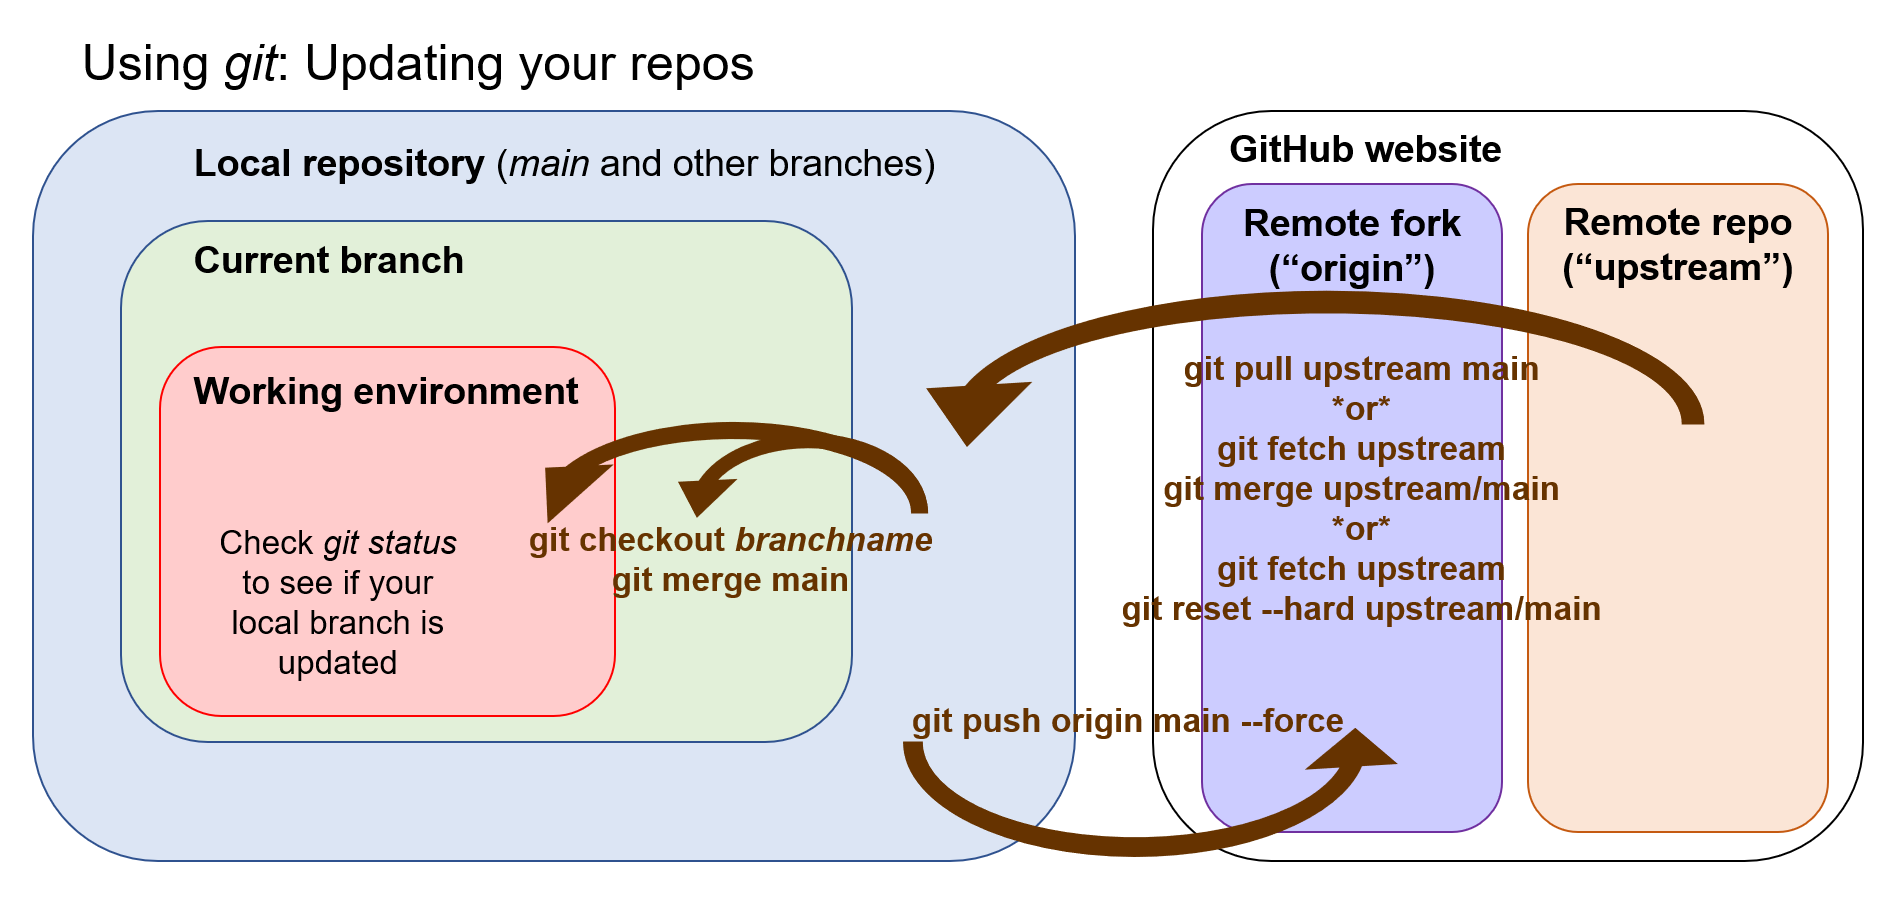 Using git: Updating your repos
Local repository (main and other branches)
Current branch
Working environment
Check git status
to see if your
local branch is
updated
git checkout branchname
git merge main
GitHub website
Remote fork
(“origin”)
Remote repo
(“upstream”)
git pull upstream main
*or*
git fetch upstream
git merge upstream/main
*or*
git fetch upstream
git reset --hard upstream/main
git push origin main --force